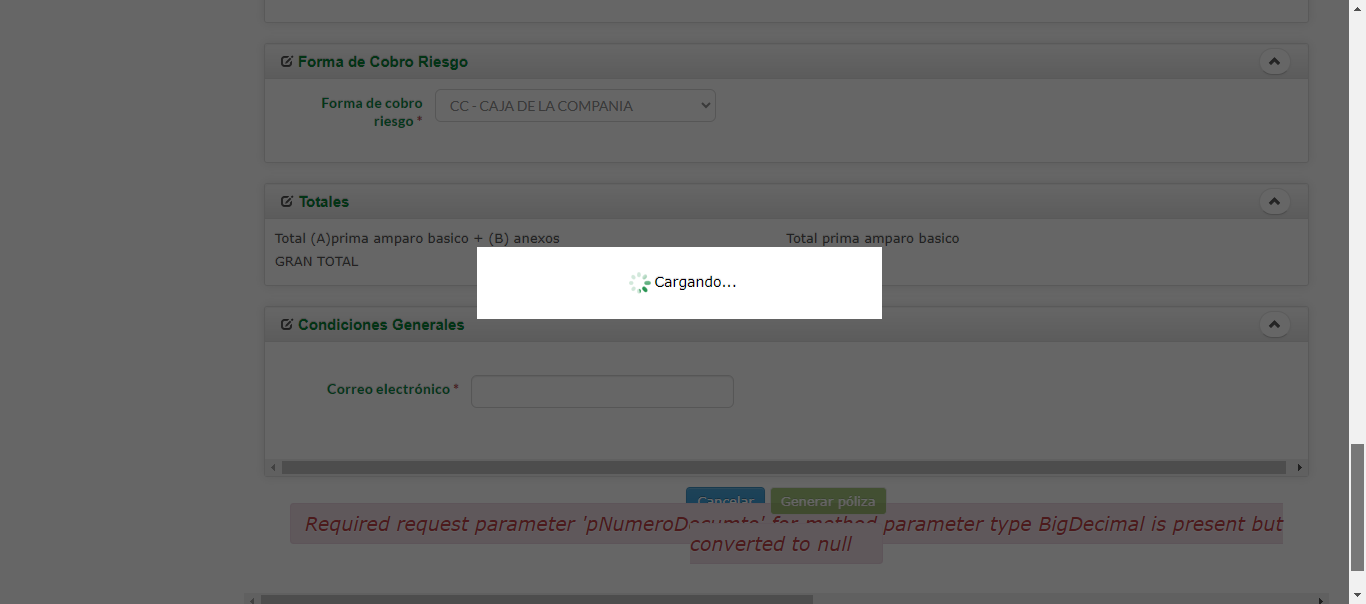 Forma de Cobro Riesgo
Forma de cobro
riesgo *
CC - CAJA DE LA COMPANIA
Totales
Total (A)prima amparo basico + (B) anexos
Total prima amparo basico
GRAN TOTAL
Cargando...
Condiciones Generales
Correo electrónico *
Cancelar
Generar póliza
Required request parameter 'pNumeroDocumto' for method parameter type BigDecimal is present but
converted to null